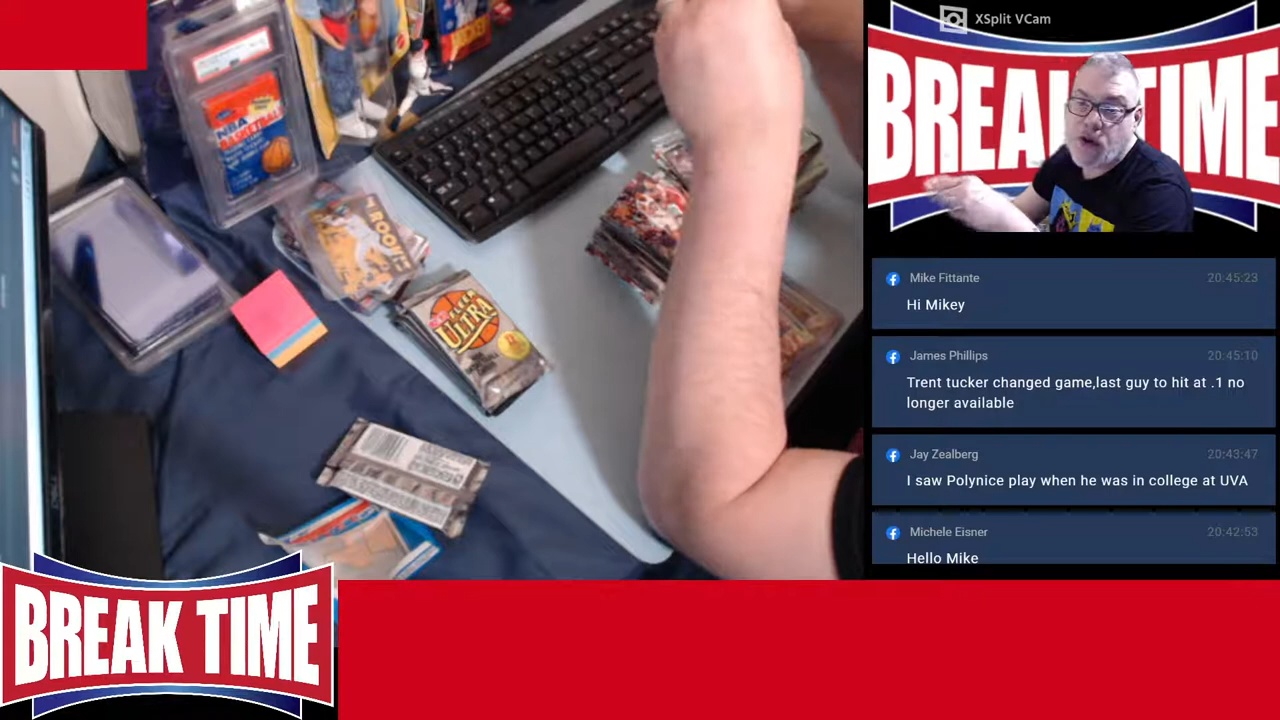 XSplit VCam
BREAK TIME
NBA
BASKETBALL
ROOKIE
FLEER
ULTRA
HOCKEY
DELL
Mike Fittante 20:45:23
Hi Mikey
James Phillips 20:45:10
Trent tucker changed game,last guy to hit at .1 no
longer available
Jay Zealberg 20:43:47
I saw Polynice play when he was in college at UVA
Michele Eisner 20:42:53
Hello Mike
BREAK TIME